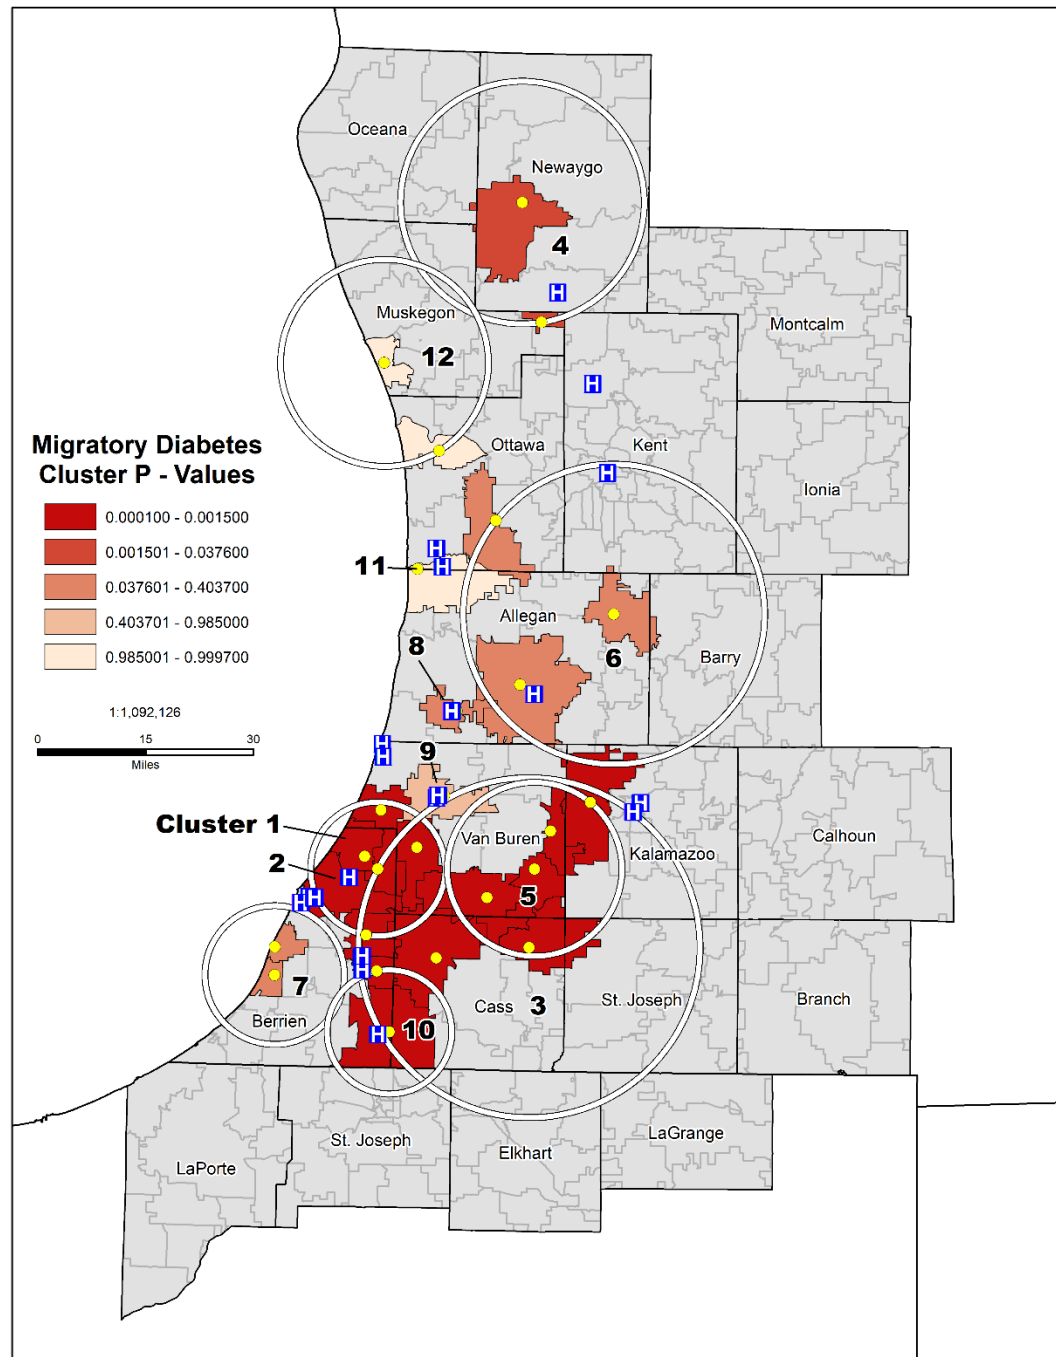 Oceana
Newaygo
4
H
Muskegon
12
Montcalm
H
Migratory Diabetes
Cluster P - Values
0.000100 - 0.001500
0.001501 - 0.037600
0.037601 - 0.403700
0.403701 - 0.985000
0.985001 - 0.999700
Ottawa
Kent
H
Ionia
H
11
H
Allegan
8
6
Barry
H
H
1:1,092,126
0 15 30
Miles
H
H
9
H
H
H
Cluster 1
Van Buren
Kalamazoo
Calhoun
2
H
5
H
H
H
H
7
Cass
3
St. Joseph
Branch
Berrien
10
H
LaPorte
St. Joseph
Elkhart
LaGrange